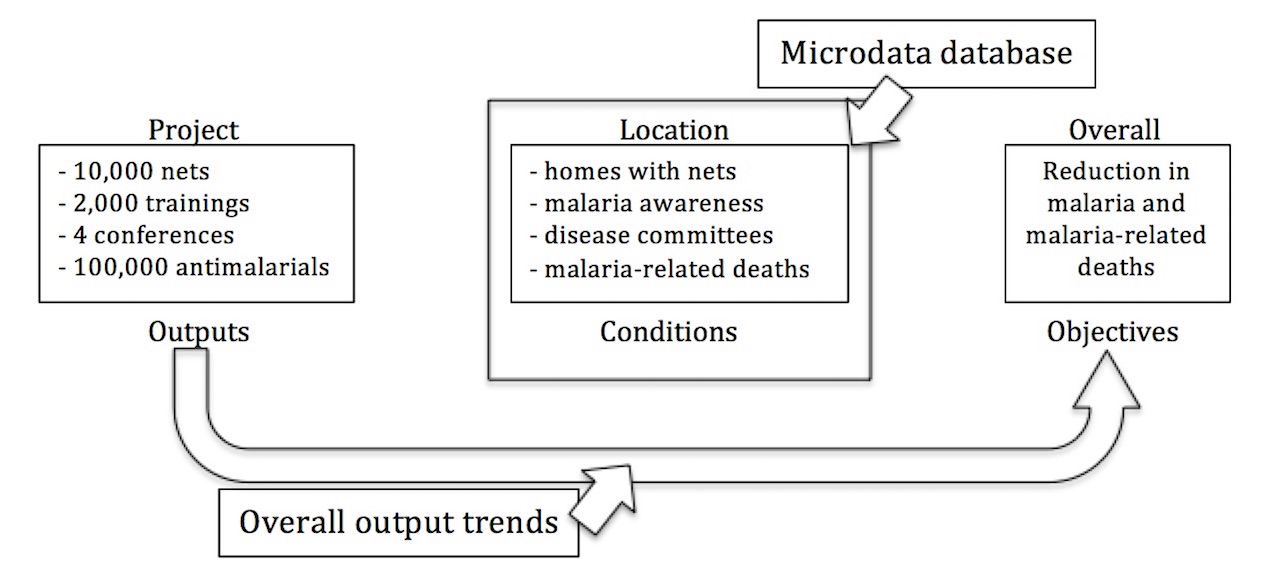 Microdata database
Project
- 10,000 nets
- 2,000 trainings
- 4 conferences
- 100,000 antimalarials
Outputs
Location
- homes with nets
- malaria awareness
- disease committees
- malaria-related deaths
Conditions
Overall
Reduction in
malaria and
malaria-related
deaths
Objectives
Overall output trends